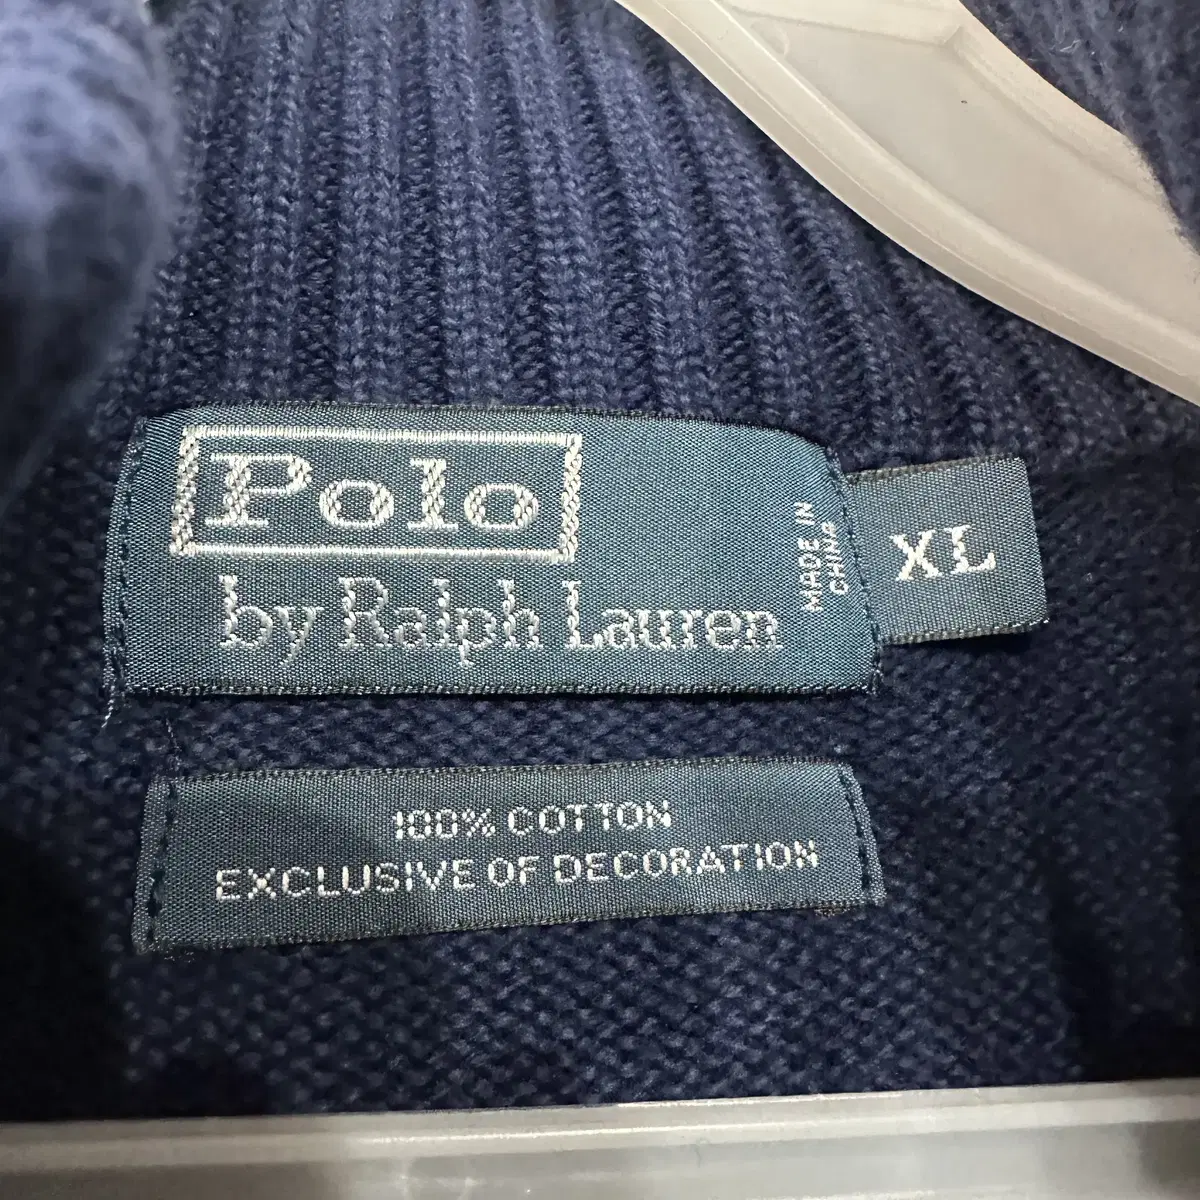 Polo
by Ralph Lauren
MADE IN
CHINA
XL
100% COTTON
EXCLUSIVE OF DECORATION